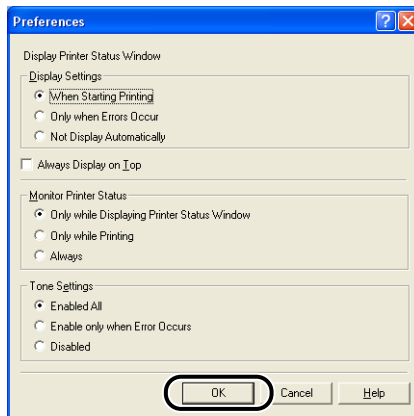 Preferences
Display Printer Status Window
Display Settings
When Starting Printing
Only when Errors Occur
Not Display Automatically
Always Display on Top
Monitor Printer Status
Only while Displaying Printer Status Window
Only while Printing
Always
Tone Settings
Enabled All
Enable only when Error Occurs
Disabled
OK Cancel Help